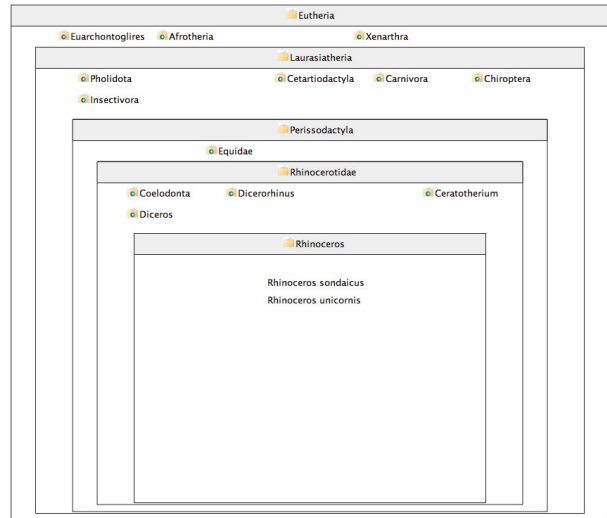 Eutheria
Euarchontoglires Afrotheria Xenarthra
Laurasiatheria
Pholidota Cetartiodactyla Carnivora Chiroptera
Insectivora
Perissodactyla
Equidae
Rhinocerotidae
Coelodonta Dicerorhinus Ceratotherium
Diceros
Rhinoceros
Rhinoceros sondaicus
Rhinoceros unicornis